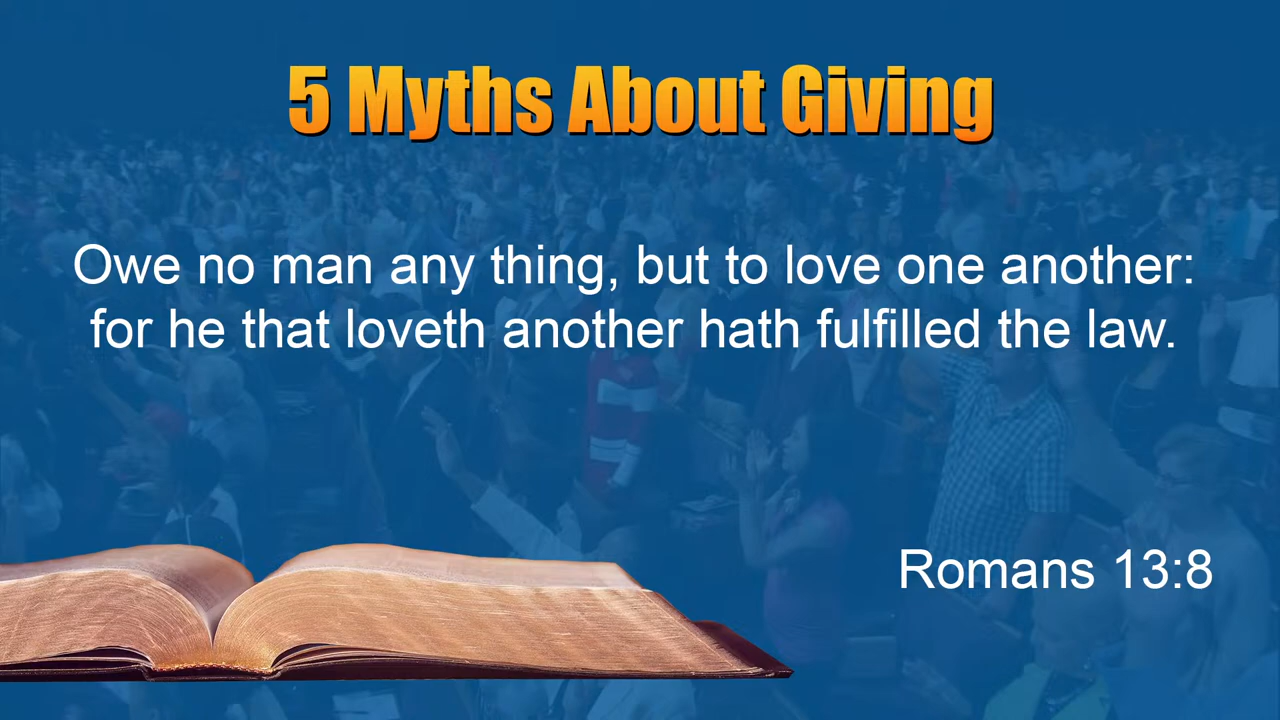 5 Myths About Giving
Owe no man any thing, but to love one another:
for he that loveth another hath fulfilled the law.
Romans 13:8